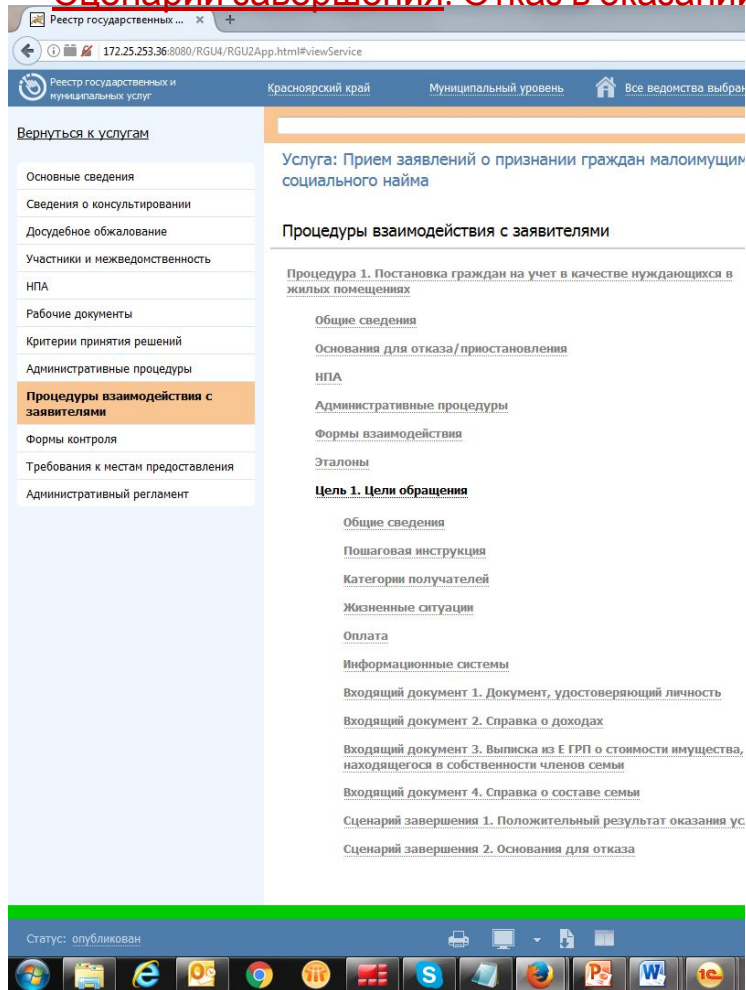 Сценарий завершения. Отказ в оказании
Реестр государственных ...
172.25.253.36:8080/RGU4/RGU2App.html#viewService
Реестр государственных и
муниципальных услуг
Красноярский край
Муниципальный уровень
Все ведомства выбран
Вернуться к услугам
Основные сведения
Сведения о консультировании
Досудебное обжалование
Участники и межведомственность
НПА
Рабочие документы
Критерии принятия решений
Административные процедуры
Процедуры взаимодействия с
заявителями
Формы контроля
Требования к местам предоставления
Административный регламент
Услуга: Прием заявлений о признании граждан малоимущим
социального найма
Процедуры взаимодействия с заявителями
Процедура 1. Постановка граждан на учет в качестве нуждающихся в
жилых помещениях
Общие сведения
Основания для отказа/приостановления
НПА
Административные процедуры
Формы взаимодействия
Эталоны
Цель 1. Цели обращения
Общие сведения
Пошаговая инструкция
Категории получателей
Жизненные ситуации
Оплата
Информационные системы
Входящий документ 1. Документ, удостоверяющий личность
Входящий документ 2. Справка о доходах
Входящий документ 3. Выписка из Е ГРП о стоимости имущества,
находящегося в собственности членов семьи
Входящий документ 4. Справка о составе семьи
Сценарий завершения 1. Положительный результат оказания ус
Сценарий завершения 2. Основания для отказа
Статус: опубликован